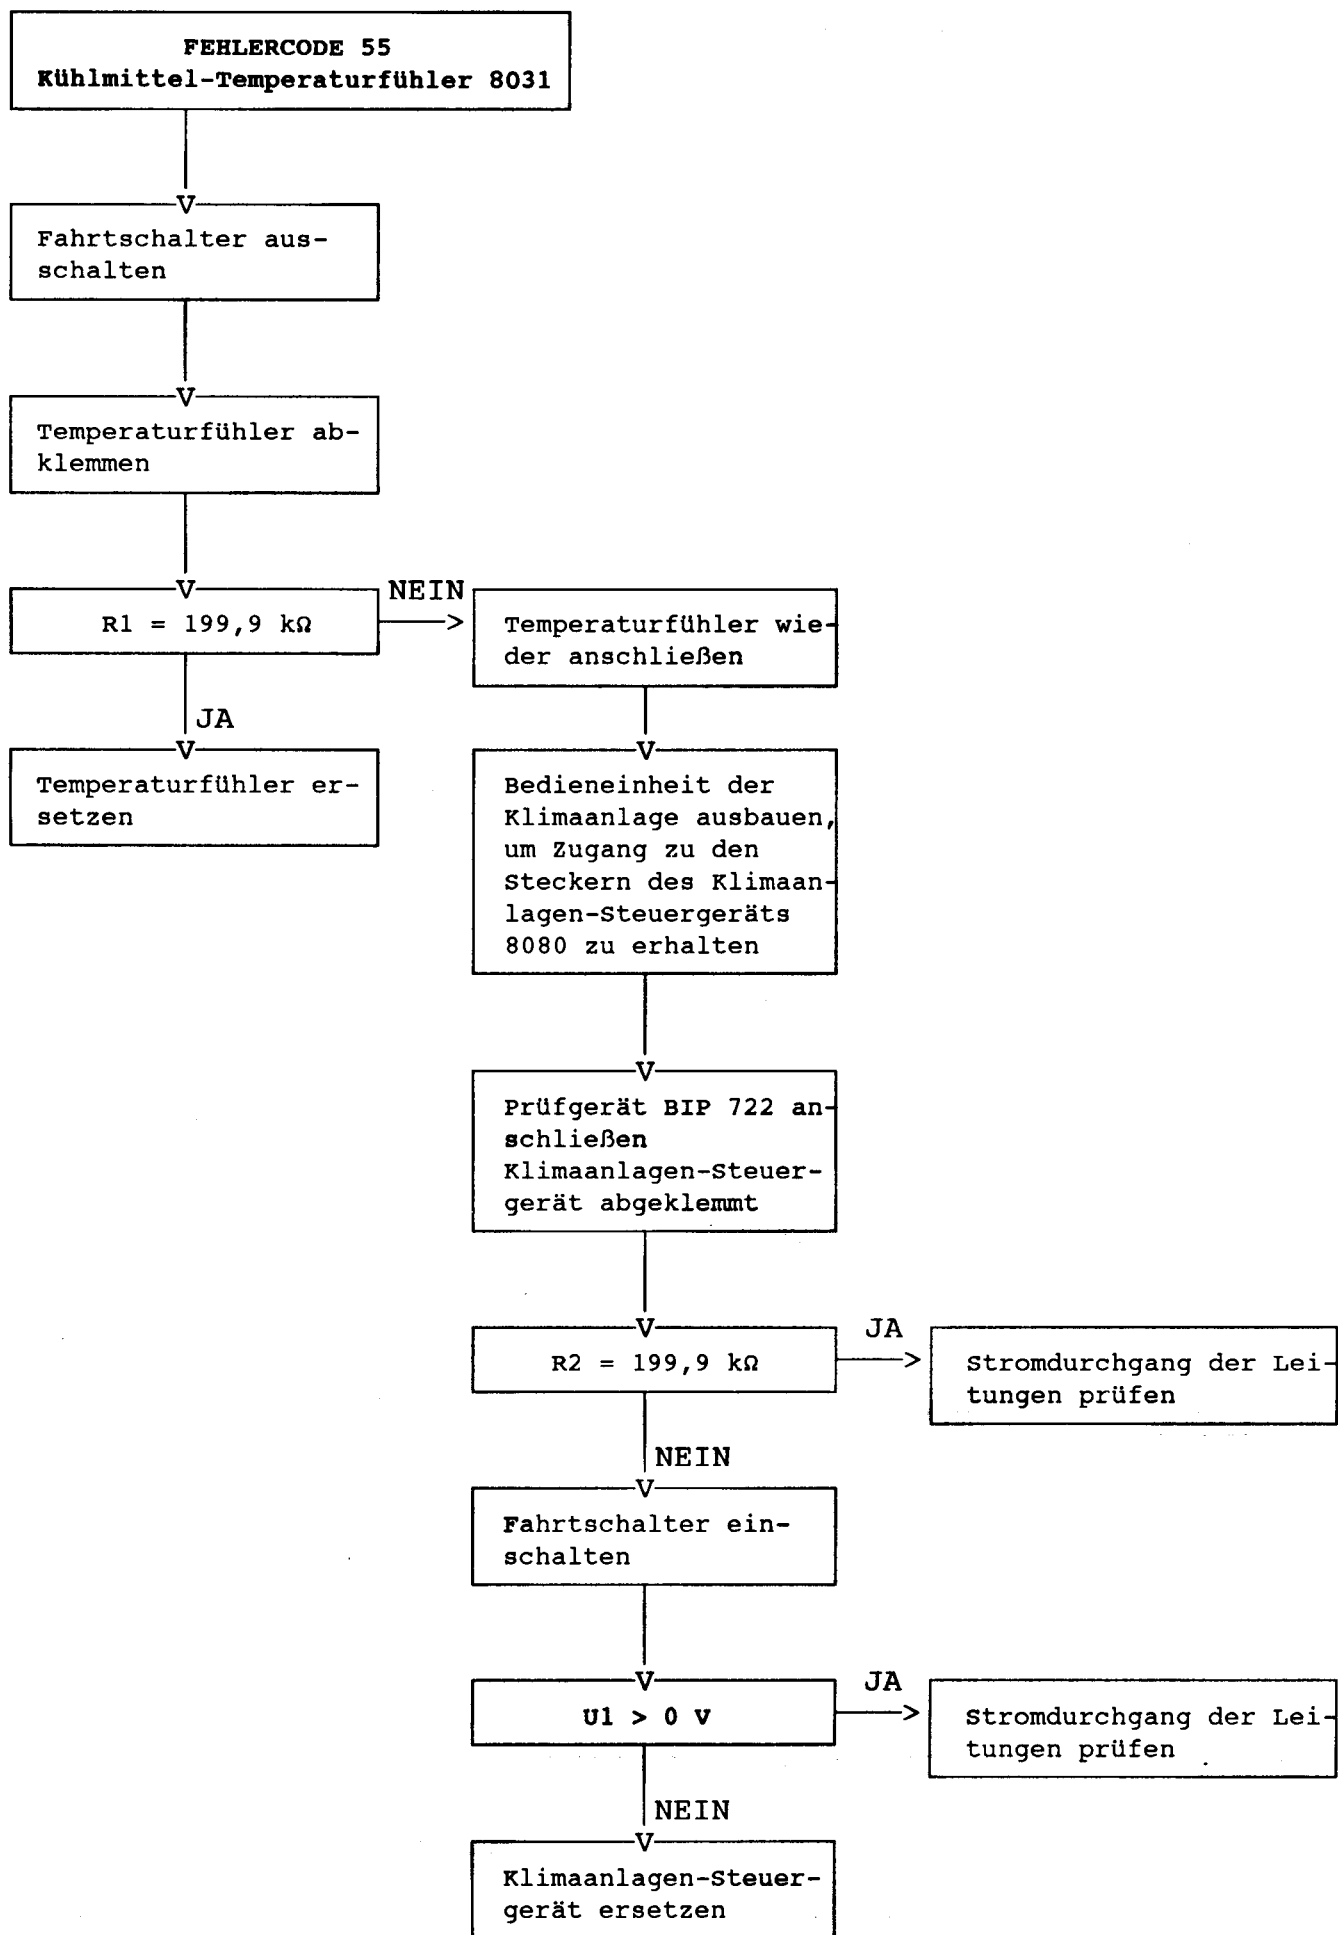 FEHLERCODE 55
Kühlmittel-Temperaturfühler 8031
Fahrtschalter aus-
schalten
Temperaturfühler ab-
klemmen
R1 = 199,9 kΩ
NEIN
JA
Temperaturfühler er-
setzen
Temperaturfühler wie-
der anschließen
Bedieneinheit der
Klimaanlage ausbauen,
um Zugang zu den
Steckern des Klimaan-
lagen-Steuergeräts
8080 zu erhalten
Prüfgerät BIP 722 an-
schließen
Klimaanlagen-Steuer-
gerät abgeklemmt
R2 = 199,9 kΩ
JA
Stromdurchgang der Lei-
tungen prüfen
NEIN
Fahrtschalter ein-
schalten
U1 > 0 V
JA
Stromdurchgang der Lei-
tungen prüfen
NEIN
Klimaanlagen-Steuer-
gerät ersetzen